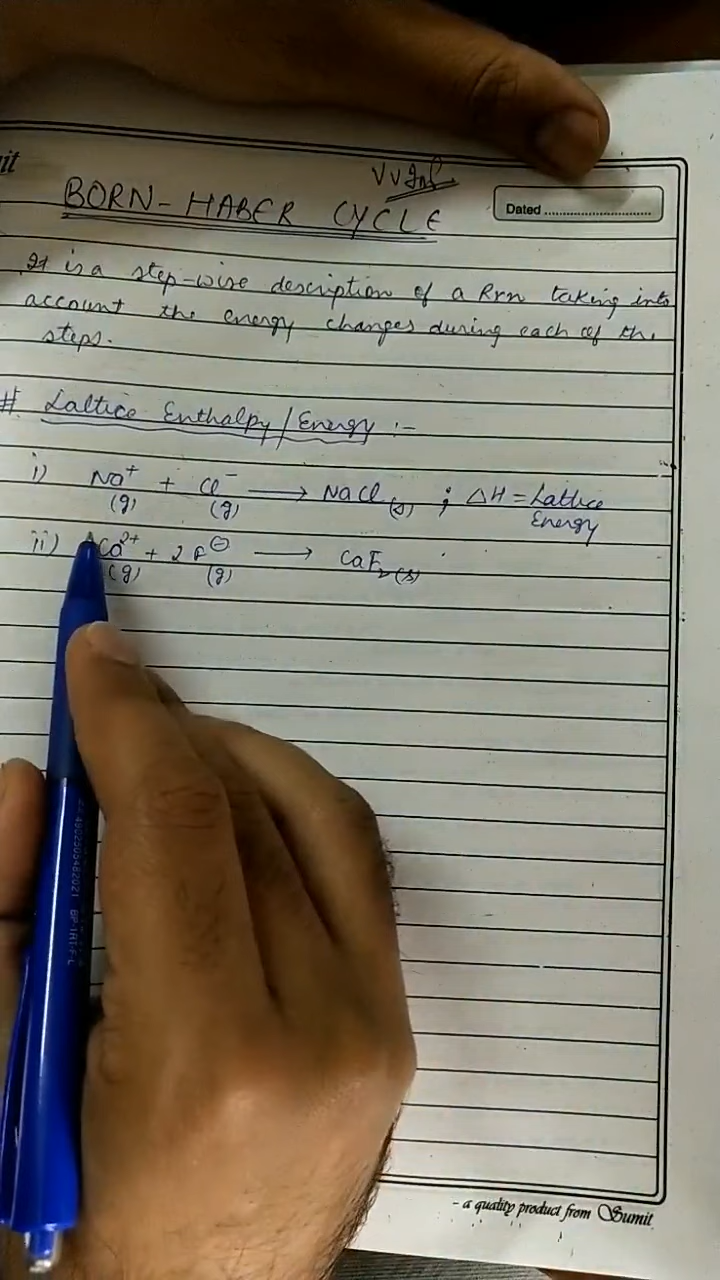 VVImp.
BORN-HABER CYCLE
Dated
It is a step-wise description of a Rxn taking into
account the energy changes during each of the
steps.
# Lattice Enthalpy/Energy :-
i) Na⁺(g) + Cl⁻(g) ⟶ NaCl(s) ; ΔH = Lattice
Energy
ii) Ca²⁺(g) + 2F⊖(g) ⟶ CaF₂(s)
- a quality product from Sumit